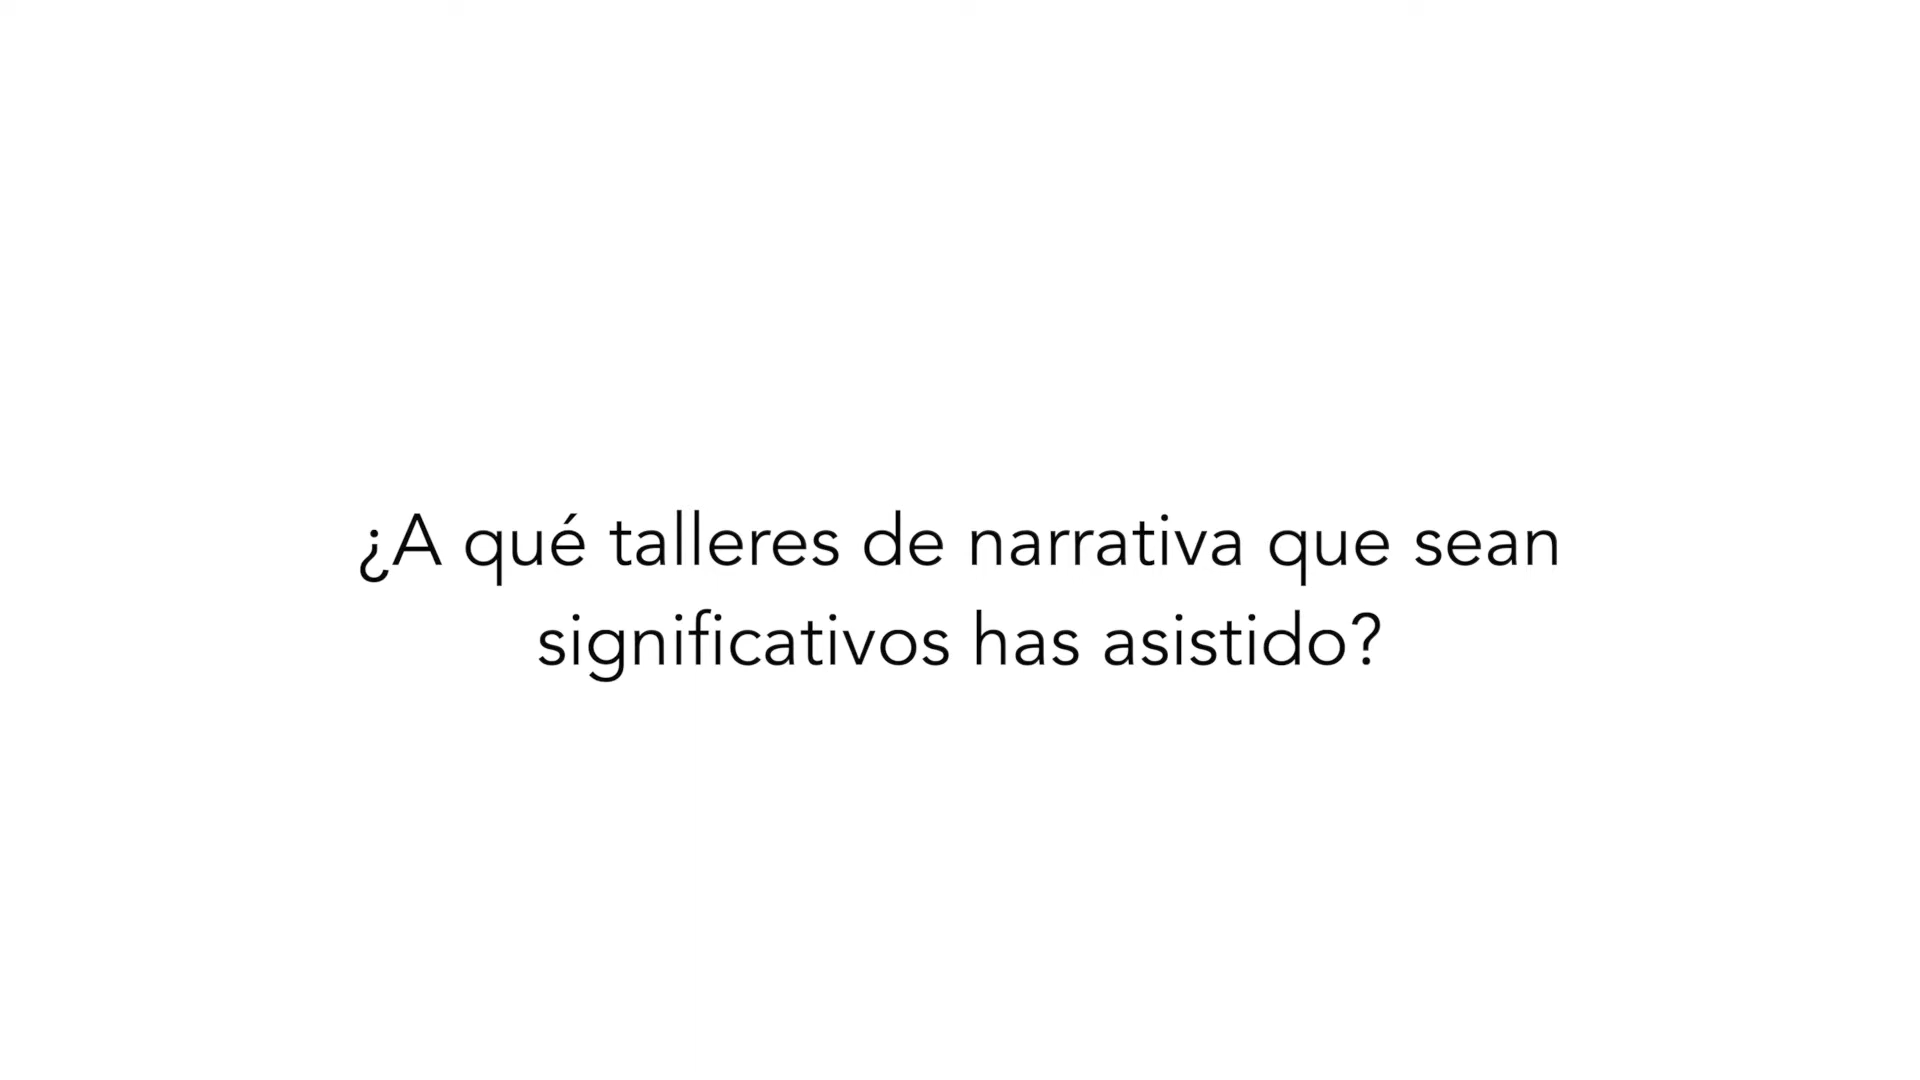 ¿A qué talleres de narrativa que sean
significativos has asistido?